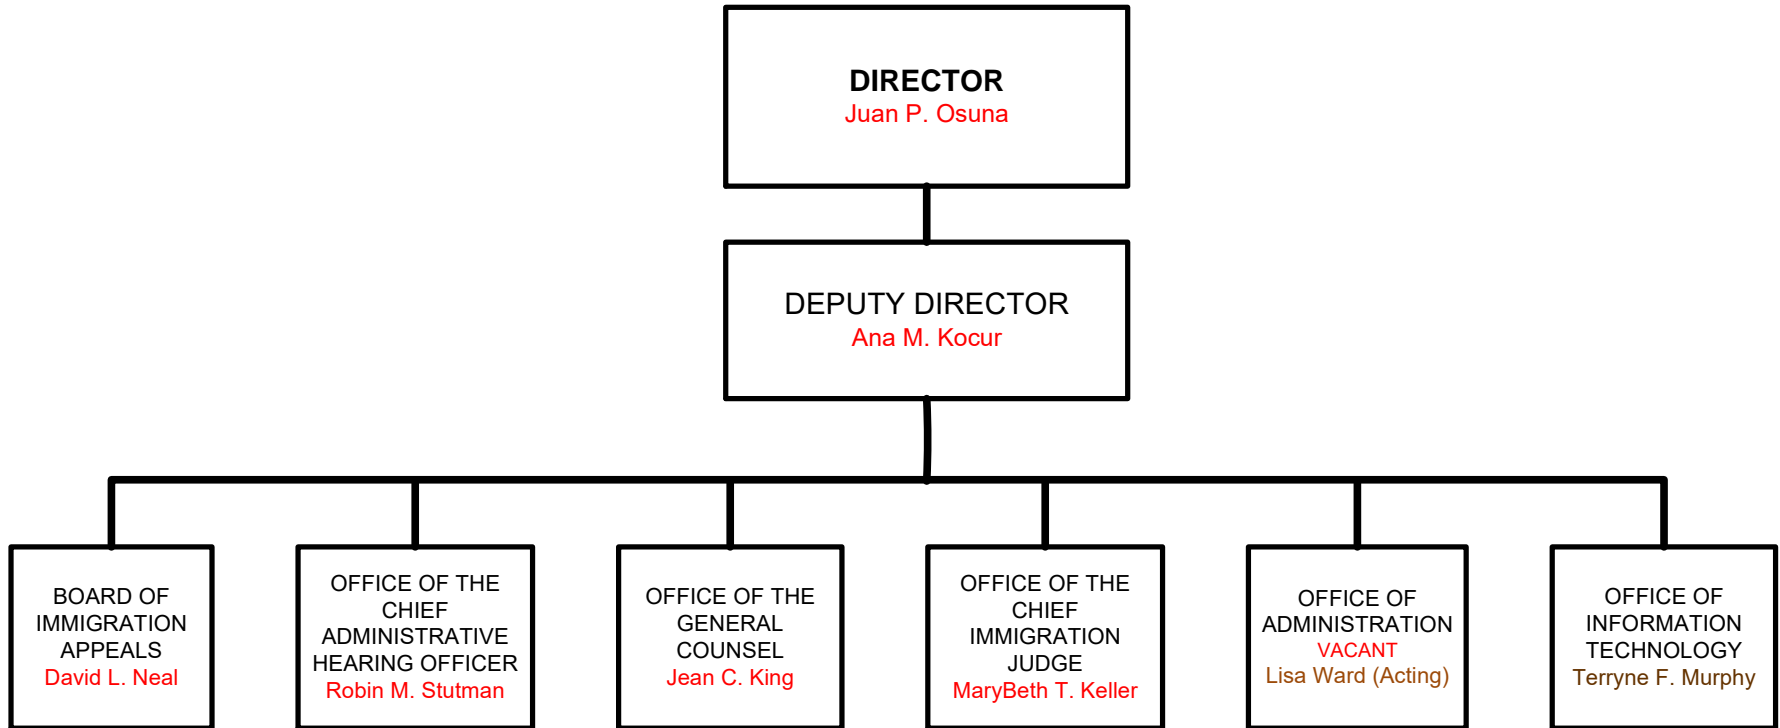 DIRECTOR
Juan P. Osuna
DEPUTY DIRECTOR
Ana M. Kocur
BOARD OF
IMMIGRATION
APPEALS
David L. Neal
OFFICE OF THE
CHIEF
ADMINISTRATIVE
HEARING OFFICER
Robin M. Stutman
OFFICE OF THE
GENERAL
COUNSEL
Jean C. King
OFFICE OF THE
CHIEF
IMMIGRATION
JUDGE
MaryBeth T. Keller
OFFICE OF
ADMINISTRATION
VACANT
Lisa Ward (Acting)
OFFICE OF
INFORMATION
TECHNOLOGY
Terryne F. Murphy